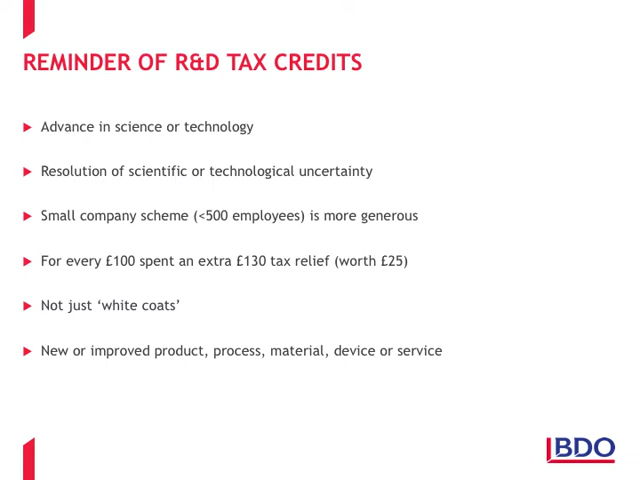 REMINDER OF R&D TAX CREDITS
Advance in science or technology
Resolution of scientific or technological uncertainty
Small company scheme (<500 employees) is more generous
For every £100 spent an extra £130 tax relief (worth £25)
Not just ‘white coats’
New or improved product, process, material, device or service
BDO